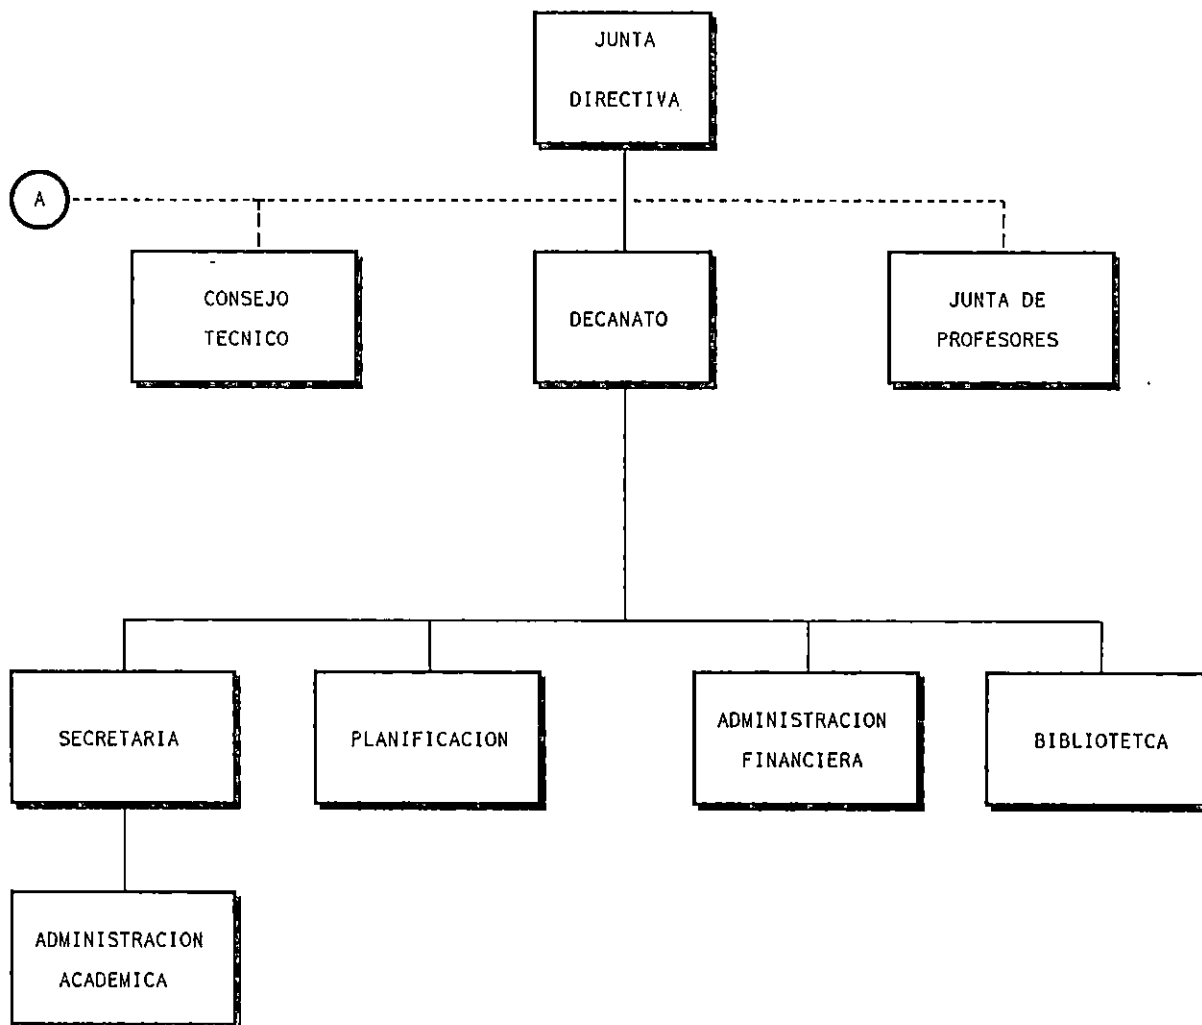 JUNTA
DIRECTIVA
A
CONSEJO
TECNICO
DECANATO
JUNTA DE
PROFESORES
SECRETARIA
PLANIFICACION
ADMINISTRACION
FINANCIERA
BIBLIOTETCA
ADMINISTRACION
ACADEMICA